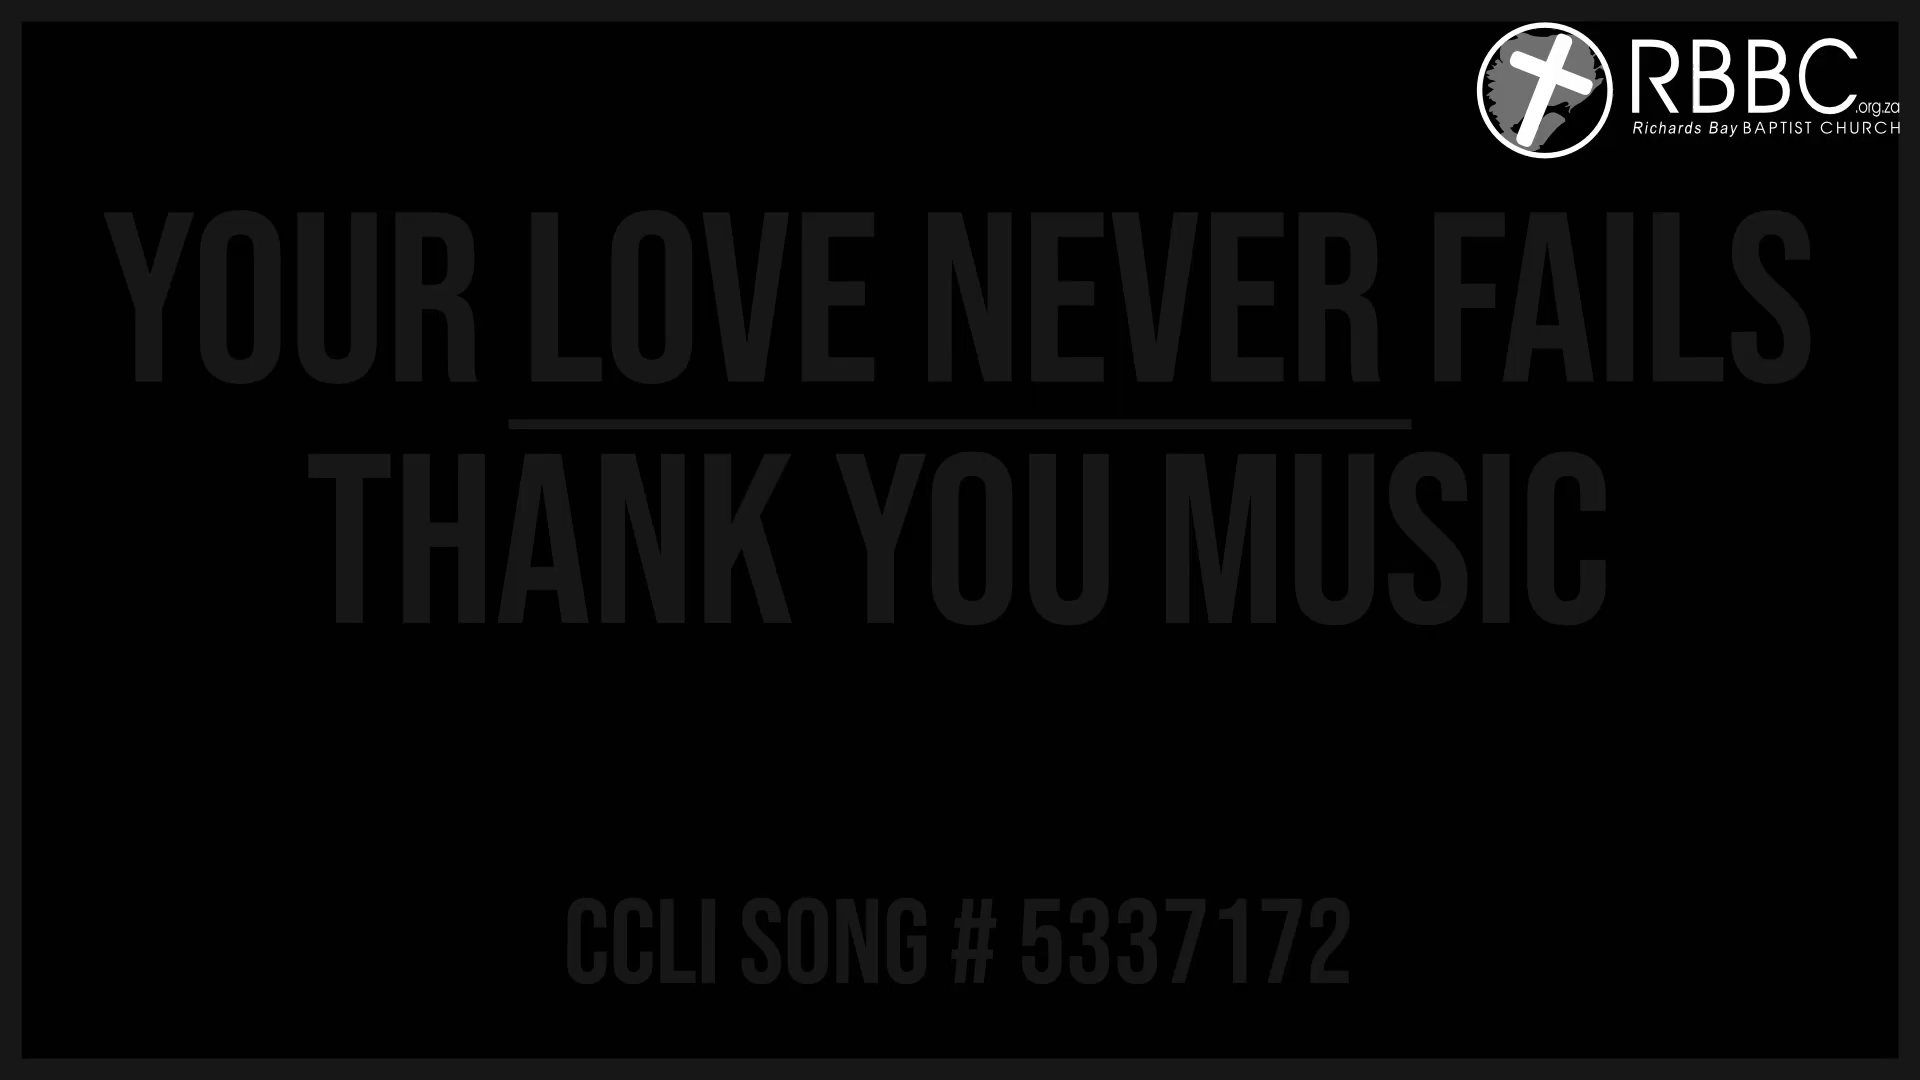 RBBC.org.za
Richards Bay BAPTIST CHURCH
YOUR LOVE NEVER FAILS
THANK YOU MUSIC
CCLI SONG # 5337172